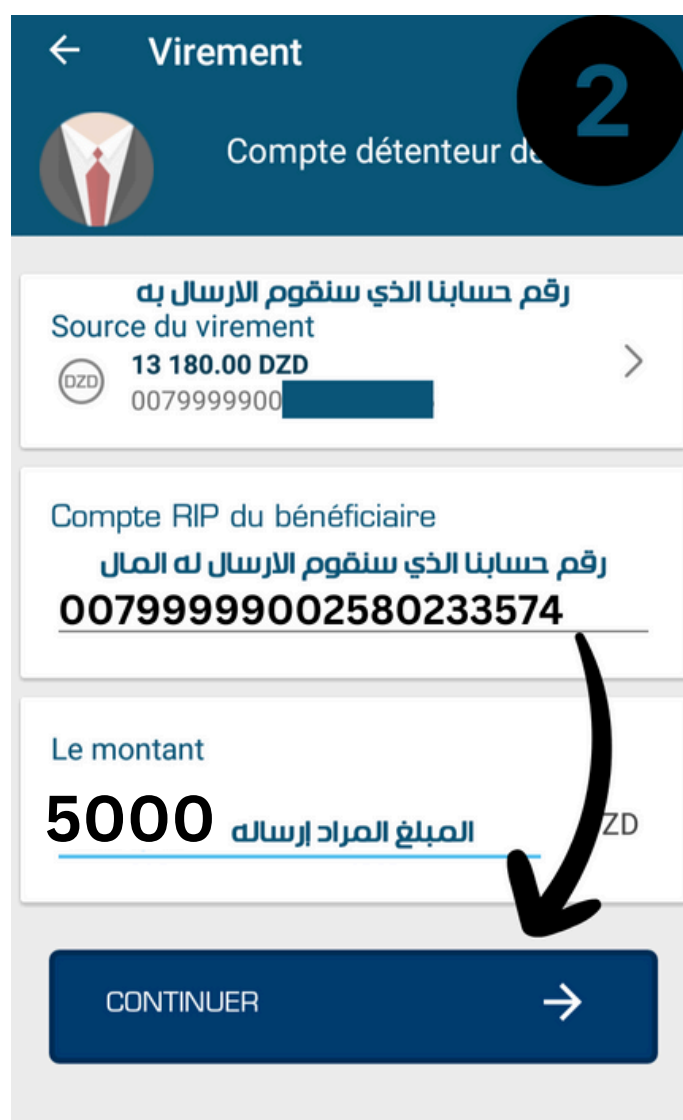 Virement
2
Compte détenteur de
رقم حسابنا الذي سنقوم الارسال به
Source du virement
DZD
13 180.00 DZD
0079999900
Compte RIP du bénéficiaire
رقم حسابنا الذي سنقوم الارسال له المال
00799999002580233574
Le montant
5000 المبلغ المراد إرساله ZD
CONTINUER